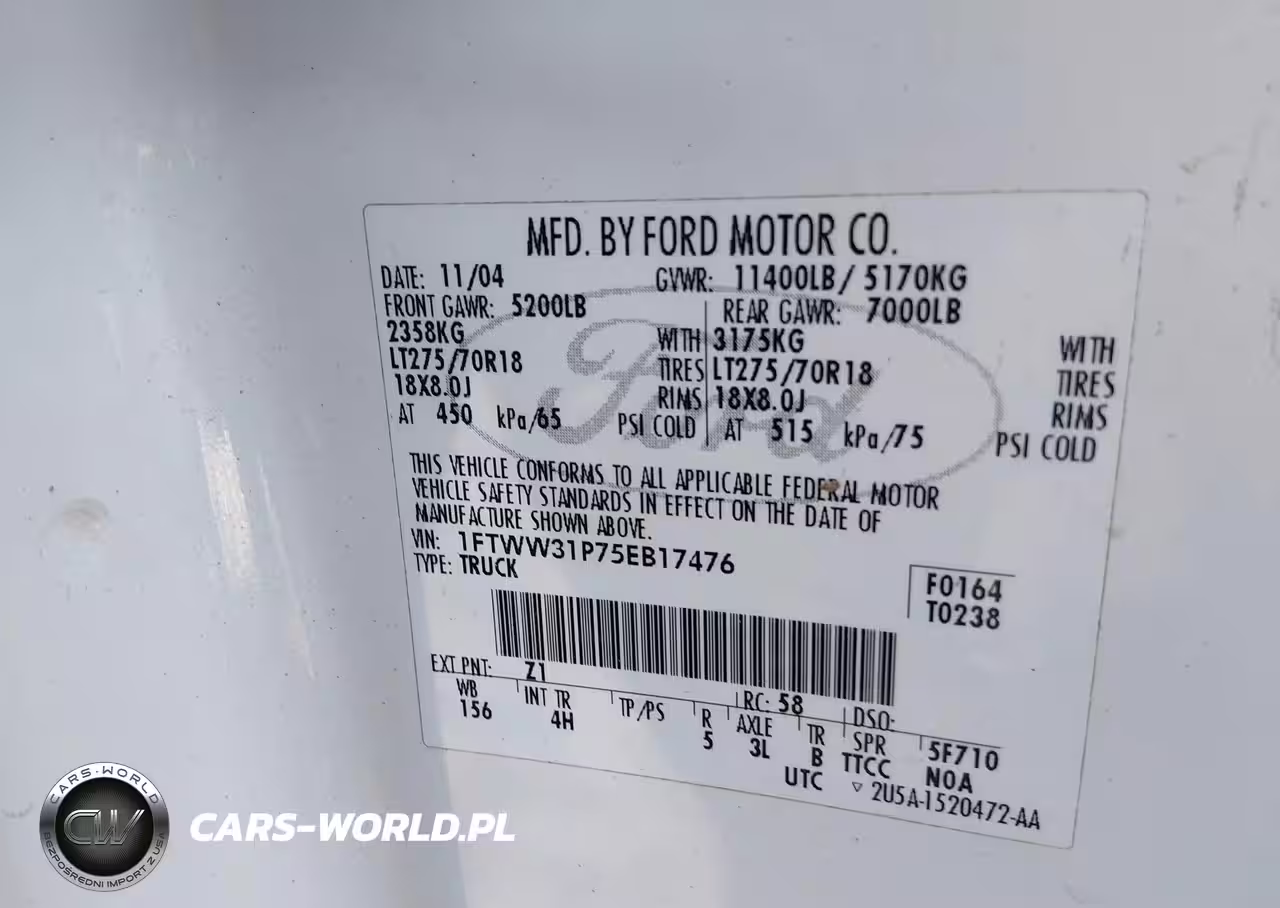 MFD. BY FORD MOTOR CO.
DATE: 11/04 GVWR: 11400LB / 5170KG
FRONT GAWR: 5200LB REAR GAWR: 7000LB
2358KG WITH 3175KG WITH
LT275/70R18 TIRES LT275/70R18 TIRES
18X8.0J RIMS 18X8.0J RIMS
AT 450 kPa/65 PSI COLD AT 515 kPa/75 PSI COLD
Ford
THIS VEHICLE CONFORMS TO ALL APPLICABLE FEDERAL MOTOR
VEHICLE SAFETY STANDARDS IN EFFECT ON THE DATE OF
MANUFACTURE SHOWN ABOVE.
VIN: 1FTWW31P75EB17476
TYPE: TRUCK
F0164
T0238
EXT PNT: Z1 RC: 58 DSO:
WB INT TR TP/PS R AXLE TR SPR 5F710
156 4H 5 3L B TTCC N0A
UTC ▽ 2U5A-1520472-AA
CARS-WORLD
CW
BEZPOŚREDNI IMPORT Z USA
CARS-WORLD.PL